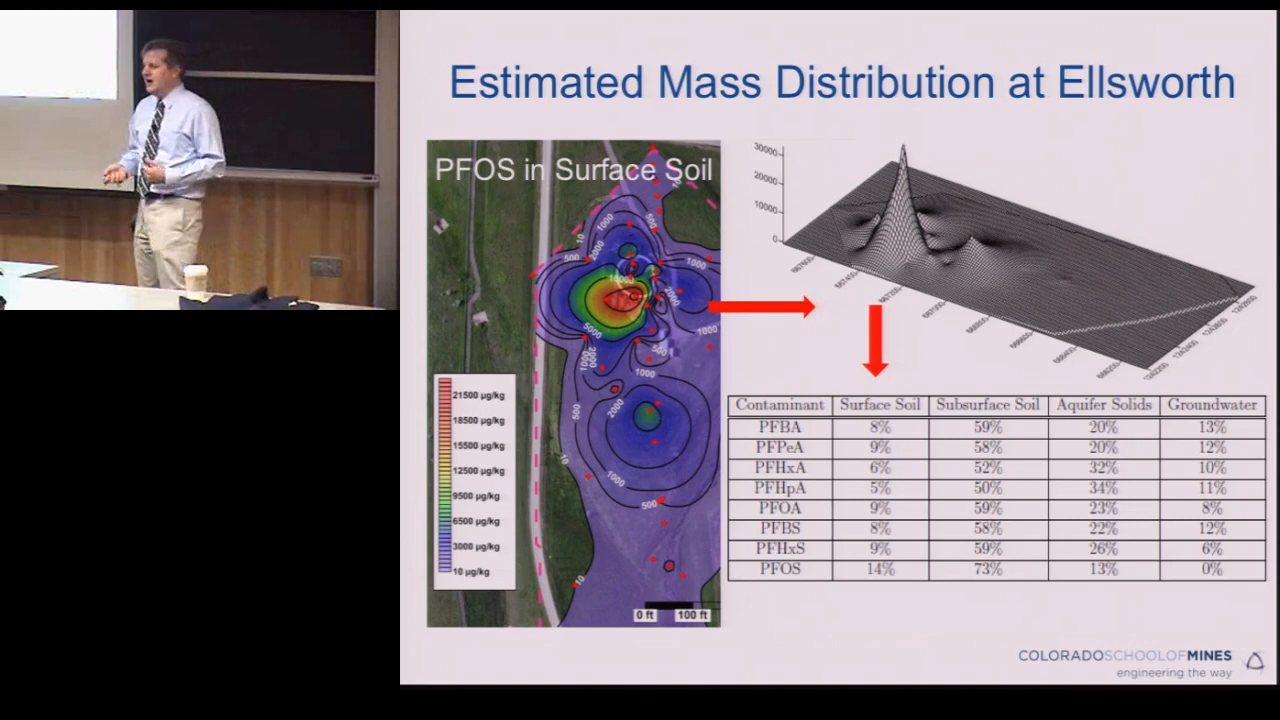 Estimated Mass Distribution at Ellsworth
PFOS in Surface Soil
21500 µg/kg
18500 µg/kg
15500 µg/kg
12500 µg/kg
9500 µg/kg
6500 µg/kg
3000 µg/kg
10 µg/kg
0 ft 100 ft
30000
20000
10000
0
Contaminant Surface Soil Subsurface Soil Aquifer Solids Groundwater
PFBA 8% 59% 20% 13%
PFPeA 9% 58% 20% 12%
PFHxA 6% 52% 32% 10%
PFHpA 5% 50% 34% 11%
PFOA 9% 59% 23% 8%
PFBS 8% 58% 22% 12%
PFHxS 9% 59% 26% 6%
PFOS 14% 73% 13% 0%
COLORADOSCHOOLOFMINES
engineering the way